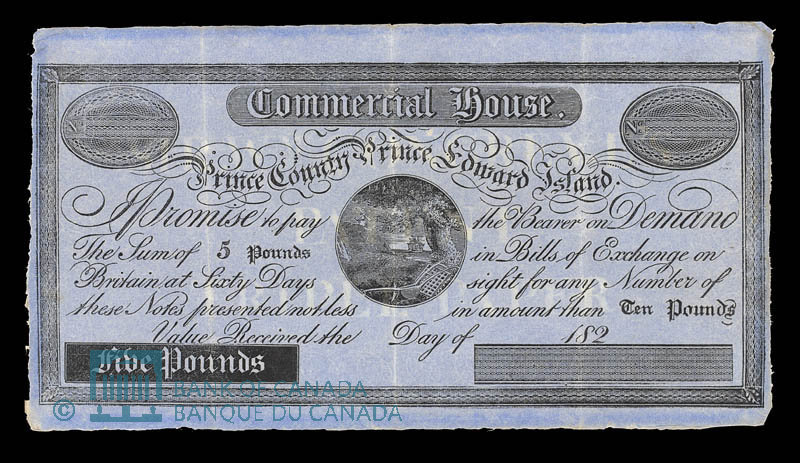 Commercial House.
Nº Nº
Prince County Prince Edward Island.
I Promise to pay the Bearer on Demand
The Sum of 5 Pounds in Bills of Exchange on
Britain at Sixty Days sight for any Number of
these Notes presented not less in amount than Ten Pounds
Value Received the Day of 182
Five Pounds
© BANK OF CANADA
BANQUE DU CANADA